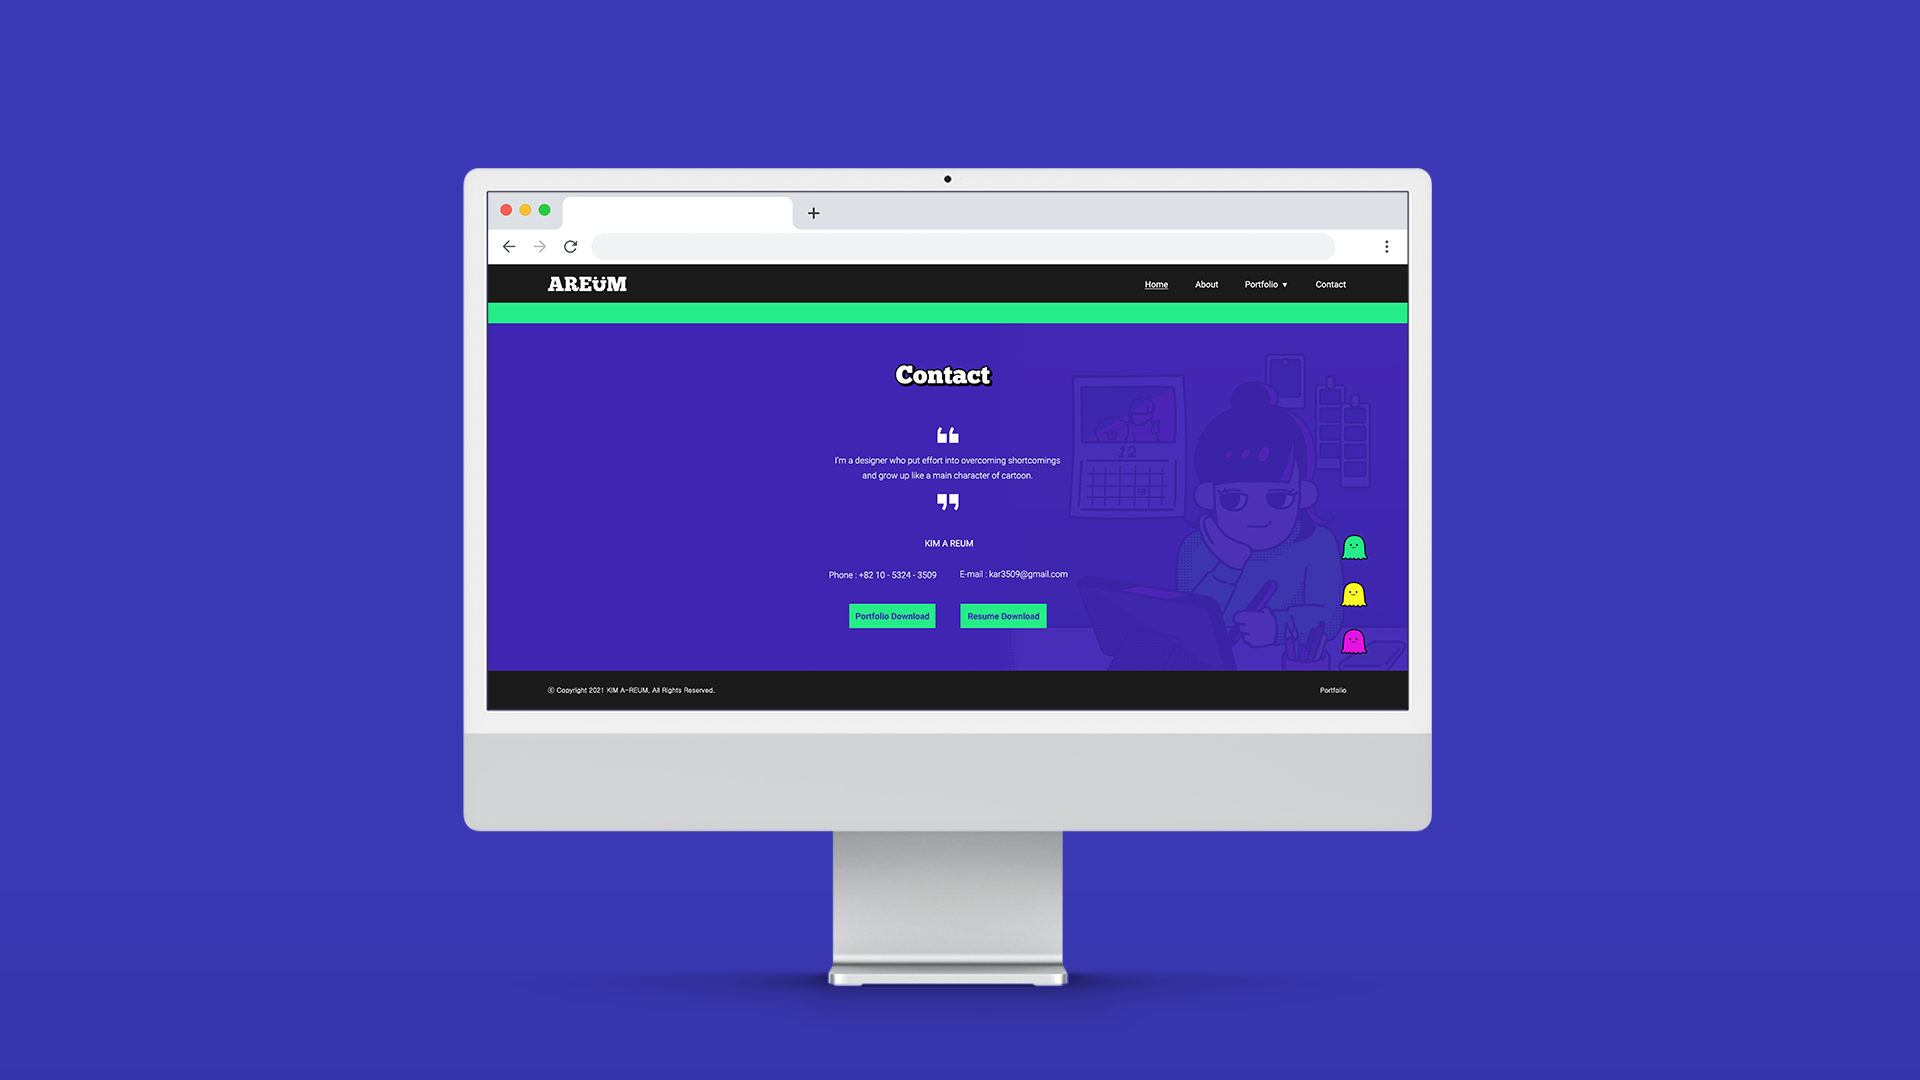 AREUM
Home About Portfolio ▼ Contact
Contact
12
18
❝
I'm a designer who put effort into overcoming shortcomings
and grow up like a main character of cartoon.
❞
KIM A REUM
Phone : +82 10 - 5324 - 3509 E-mail : kar3509@gmail.com
Portfolio Download Resume Download
ⓒ Copyright 2021 KIM A-REUM, All Rights Reserved. Portfolio